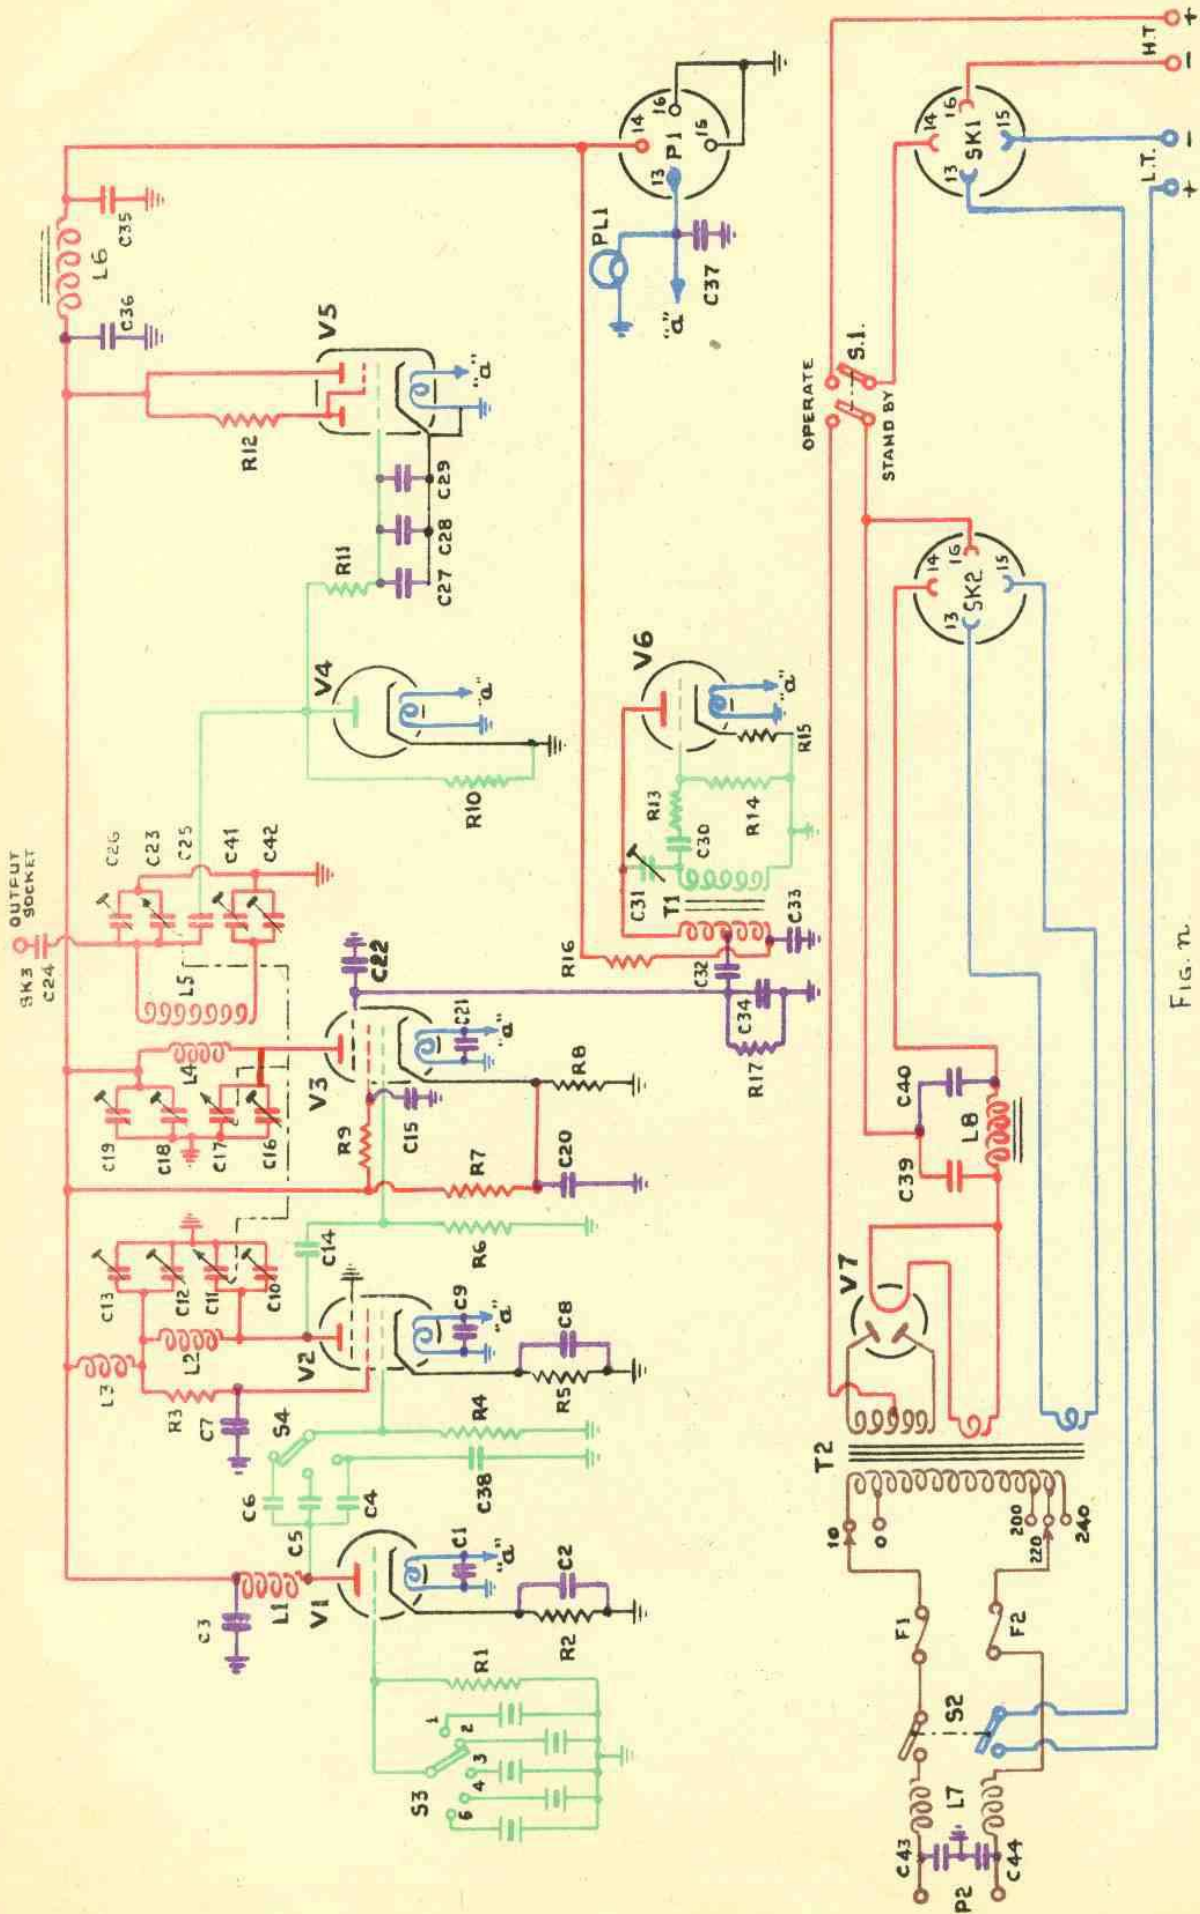 SK3
C24
OUTPUT
SOCKET
L6
C35
C36
R12
V5
C29
C28
C27
R11
V4
"a"
R10
C26
C23
C25
C41
C42
L5
C22
C19
C18
C17
C16
L4
V3
C21
"a"
R9
C15
R7
R8
C20
C14
R6
C13
C12
C11
C10
L2
L3
R3
C7
V2
C9
"a"
C8
R5
R4
S4
C6
C5
C4
C38
C3
L1
V1
C1
"a"
C2
R2
R1
S3
1
2
3
4
6
"a"
PL1
"a"
C37
P1
13
14
15
16
V6
"a"
R15
R13
R14
C30
C31
T1
C33
C32
R16
C34
R17
OPERATE
S.1.
STAND BY
SK1
13
14
15
16
H.T
+
−
L.T.
−
+
SK2
13
14
15
16
C40
L8
C39
V7
T2
10
0
200
220
240
F1
F2
S2
L7
C43
C44
P2
FIG. n